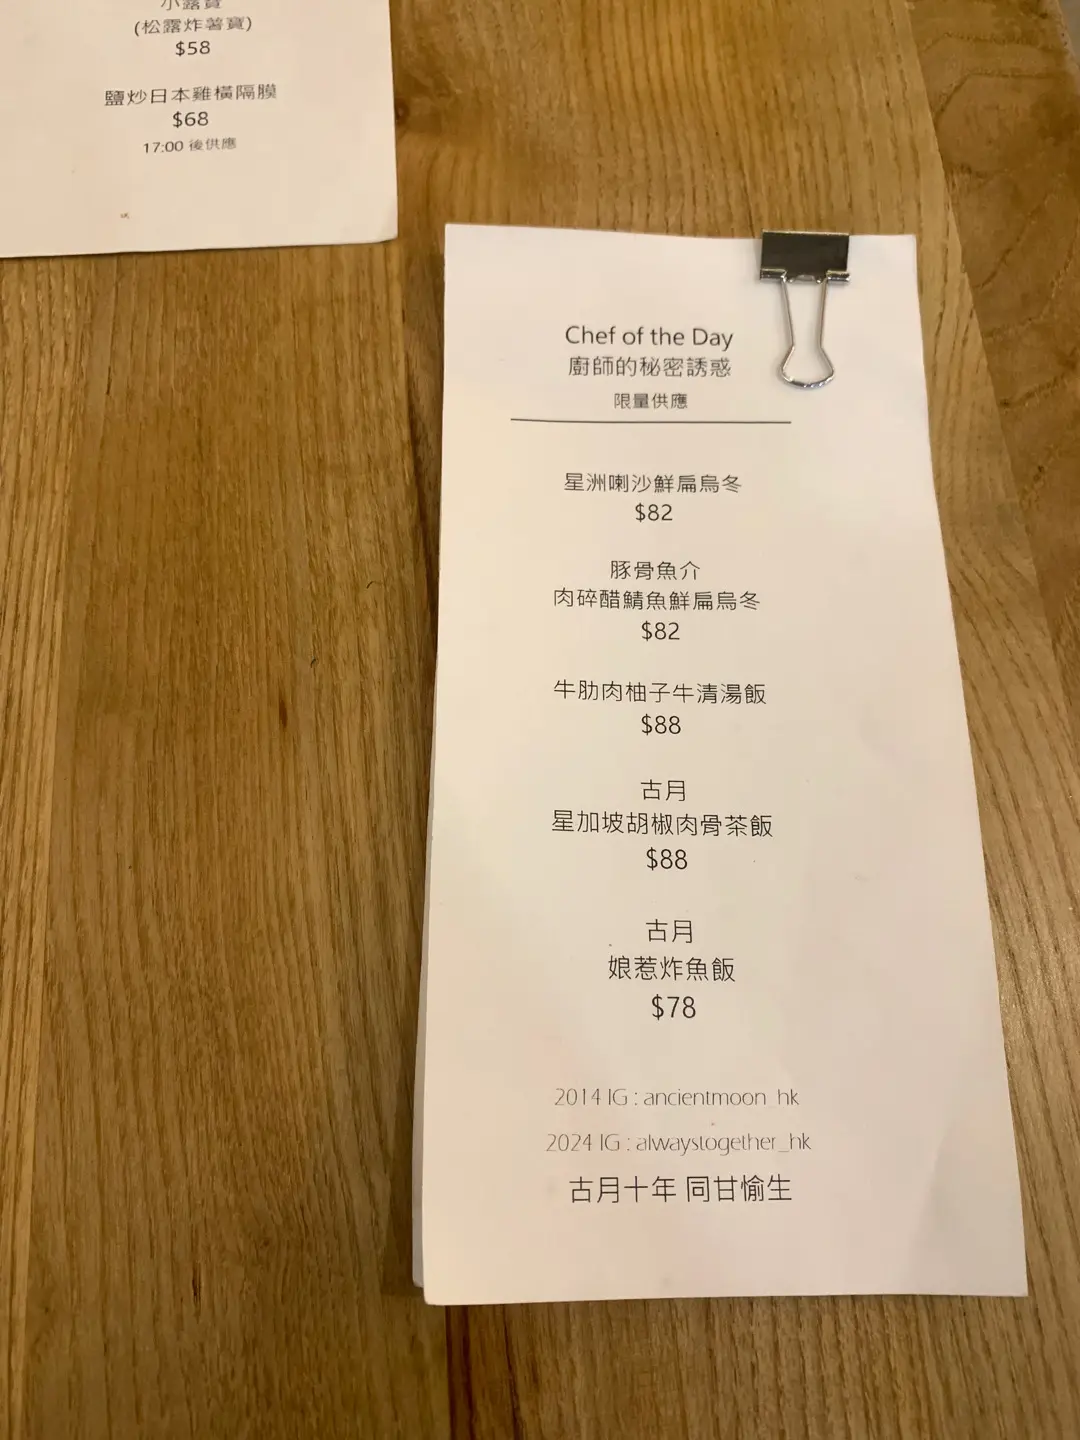 小露寶
(松露炸薯寶)
$58
鹽炒日本雞橫隔膜
$68
17:00 後供應
Chef of the Day
廚師的秘密誘惑
限量供應
星洲喇沙鮮扁烏冬
$82
豚骨魚介
肉碎醋鯖魚鮮扁烏冬
$82
牛肋肉柚子牛清湯飯
$88
古月
星加坡胡椒肉骨茶飯
$88
古月
娘惹炸魚飯
$78
2014 IG : ancientmoon_hk
2024 IG : alwaystogether_hk
古月十年 同甘愉生